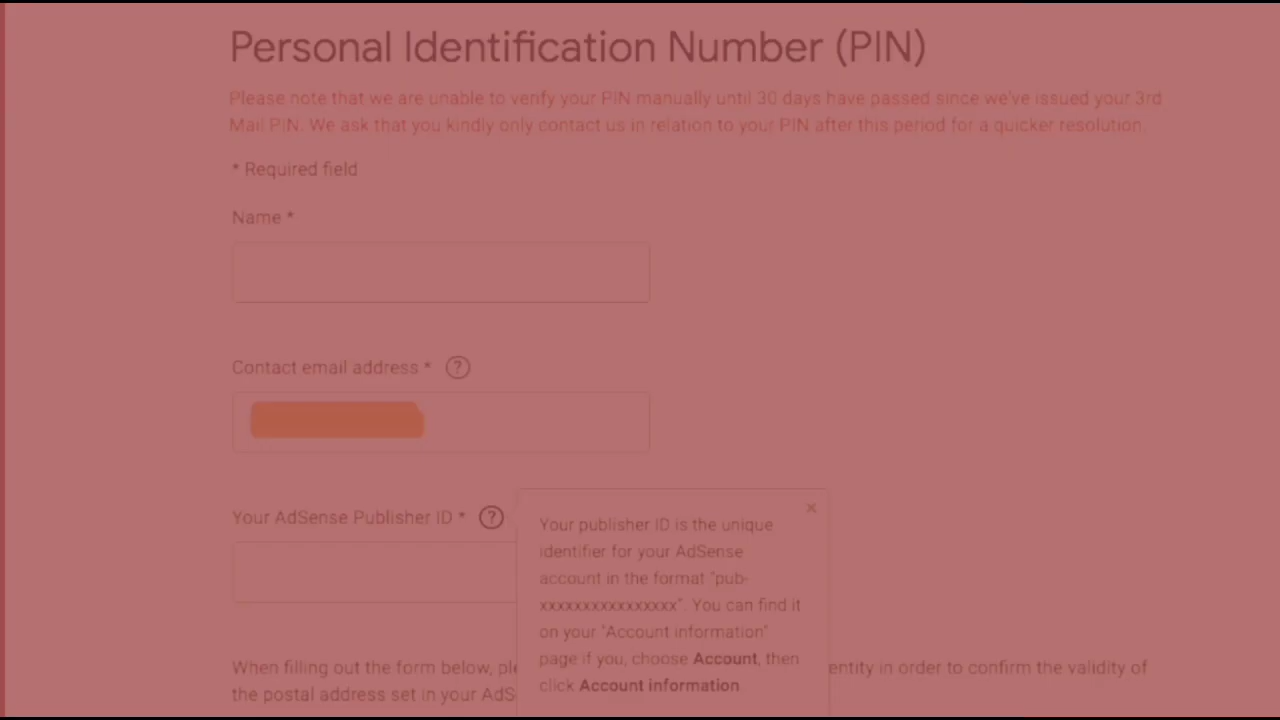 Personal Identification Number (PIN)
Please note that we are unable to verify your PIN manually until 30 days have passed since we've issued your 3rd
Mail PIN. We ask that you kindly only contact us in relation to your PIN after this period for a quicker resolution.
* Required field
Name *
Contact email address * ?
Your AdSense Publisher ID * ?
×
Your publisher ID is the unique
identifier for your AdSense
account in the format "pub-
xxxxxxxxxxxxxxxx". You can find it
on your "Account information"
page if you, choose Account, then
click Account information.
When filling out the form below, ple entity in order to confirm the validity of
the postal address set in your AdS